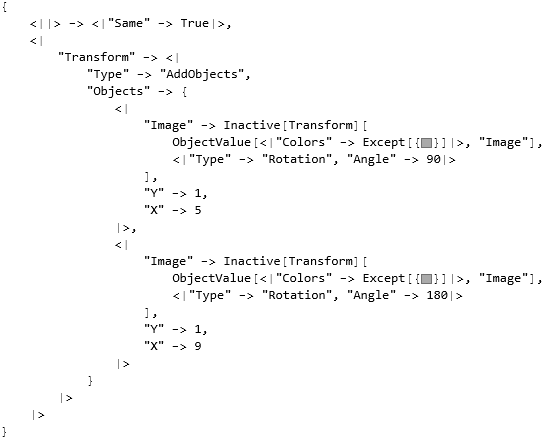 {
    <||> -> <|"Same" -> True|>,
    <|
        "Transform" -> <|
            "Type" -> "AddObjects",
            "Objects" -> {
                <|
                    "Image" -> Inactive[Transform][
                        ObjectValue[<|"Colors" -> Except[{■}]|>, "Image"],
                        <|"Type" -> "Rotation", "Angle" -> 90|>
                    ],
                    "Y" -> 1,
                    "X" -> 5
                |>,
                <|
                    "Image" -> Inactive[Transform][
                        ObjectValue[<|"Colors" -> Except[{■}]|>, "Image"],
                        <|"Type" -> "Rotation", "Angle" -> 180|>
                    ],
                    "Y" -> 1,
                    "X" -> 9
                |>
            }
        |>
    |>
}